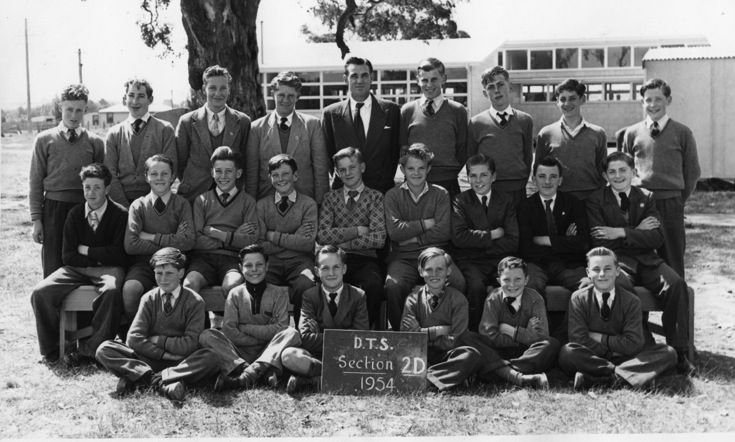 D.T.S.
Section 2D
1954